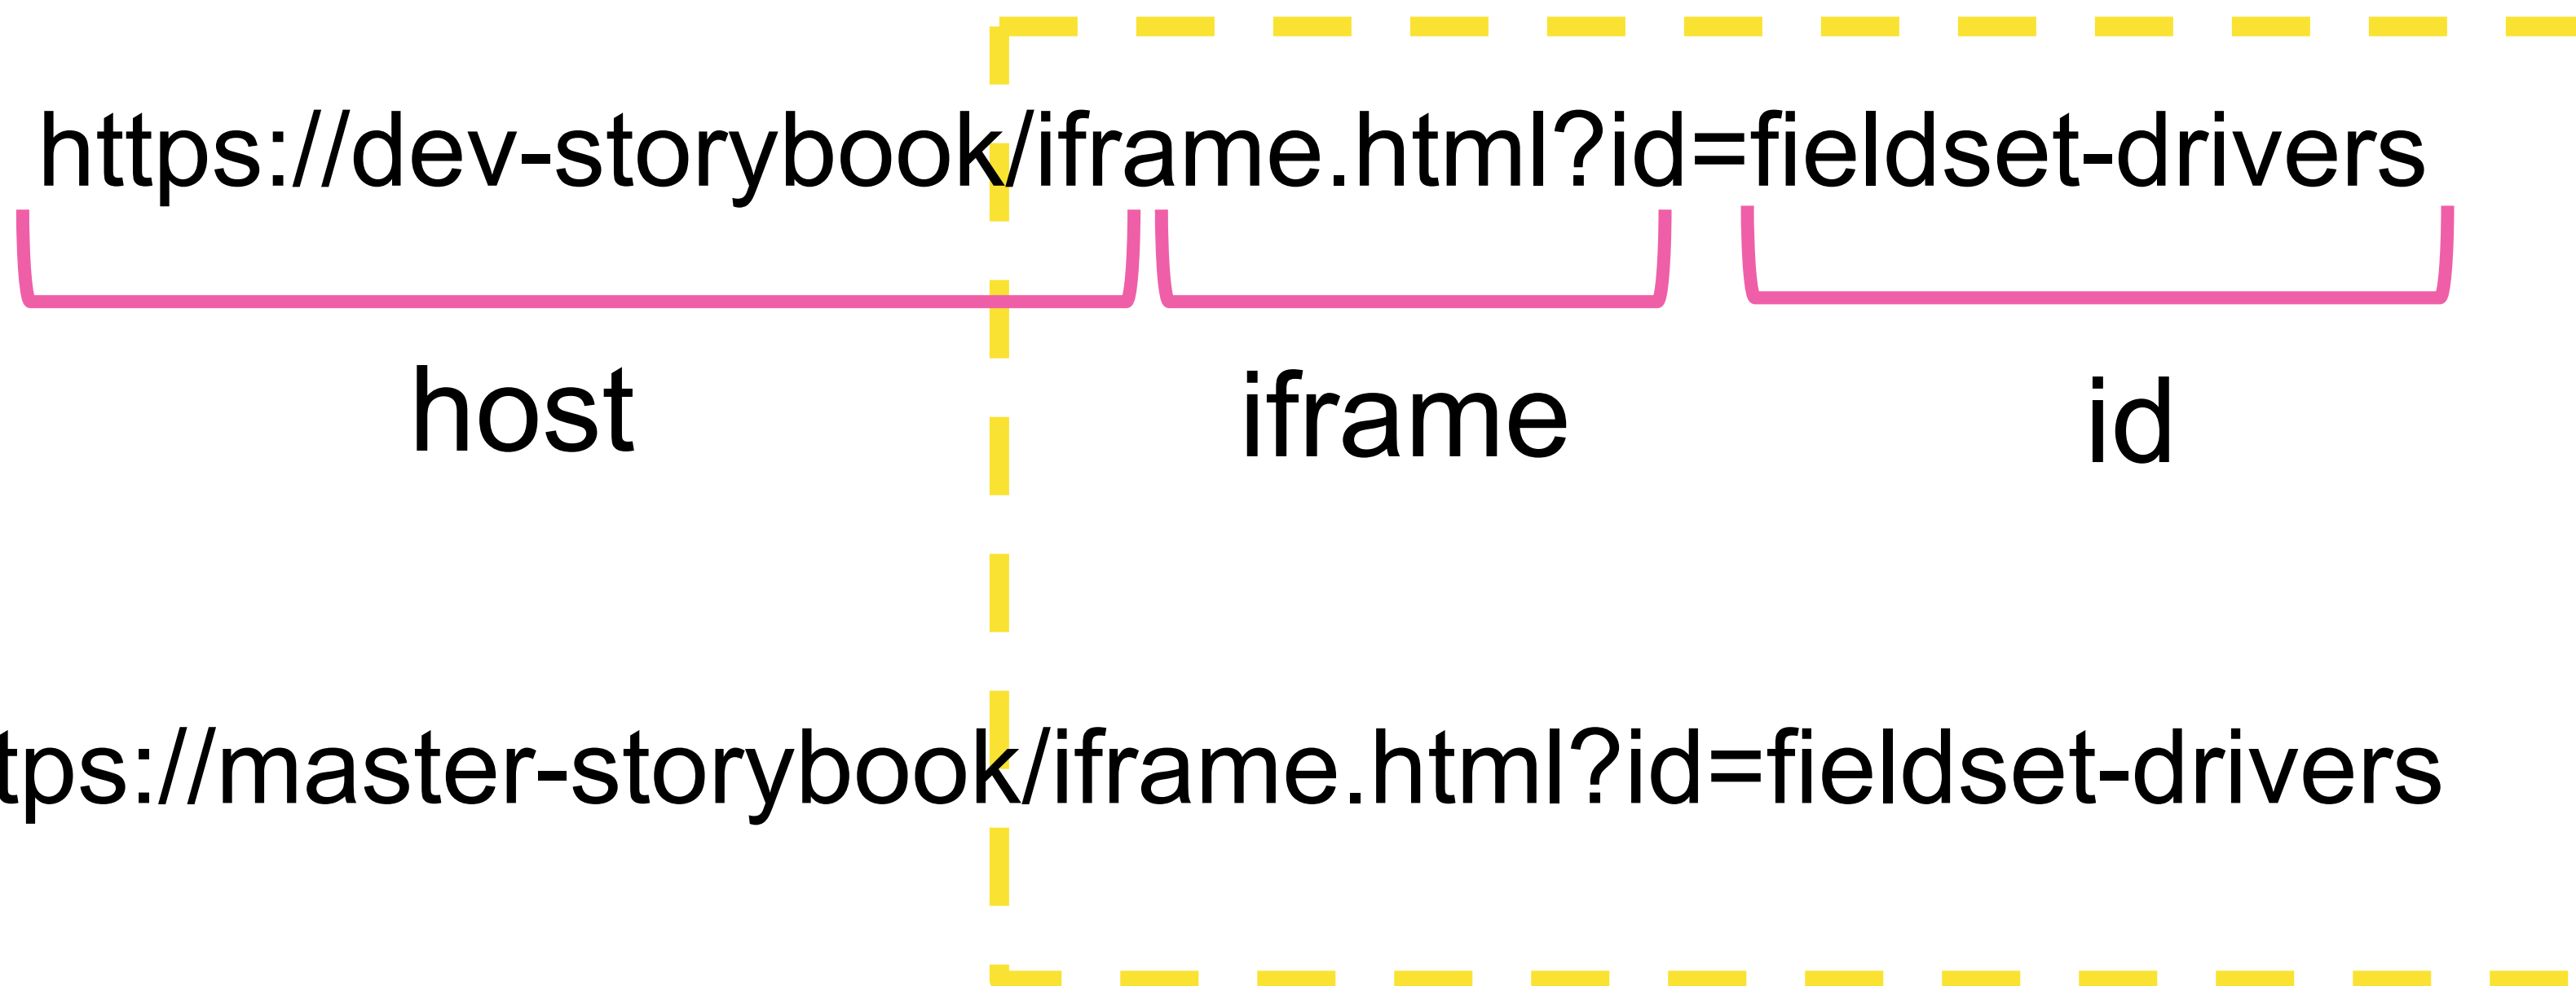 https://dev-storybook/iframe.html?id=fieldset-drivers
host iframe id
tps://master-storybook/iframe.html?id=fieldset-drivers